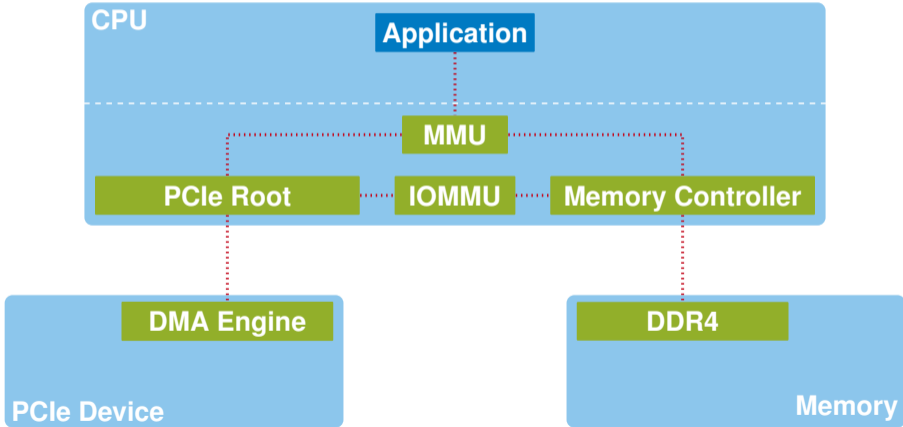 CPU
Application
MMU
PCIe Root
IOMMU
Memory Controller
DMA Engine
DDR4
PCIe Device
Memory